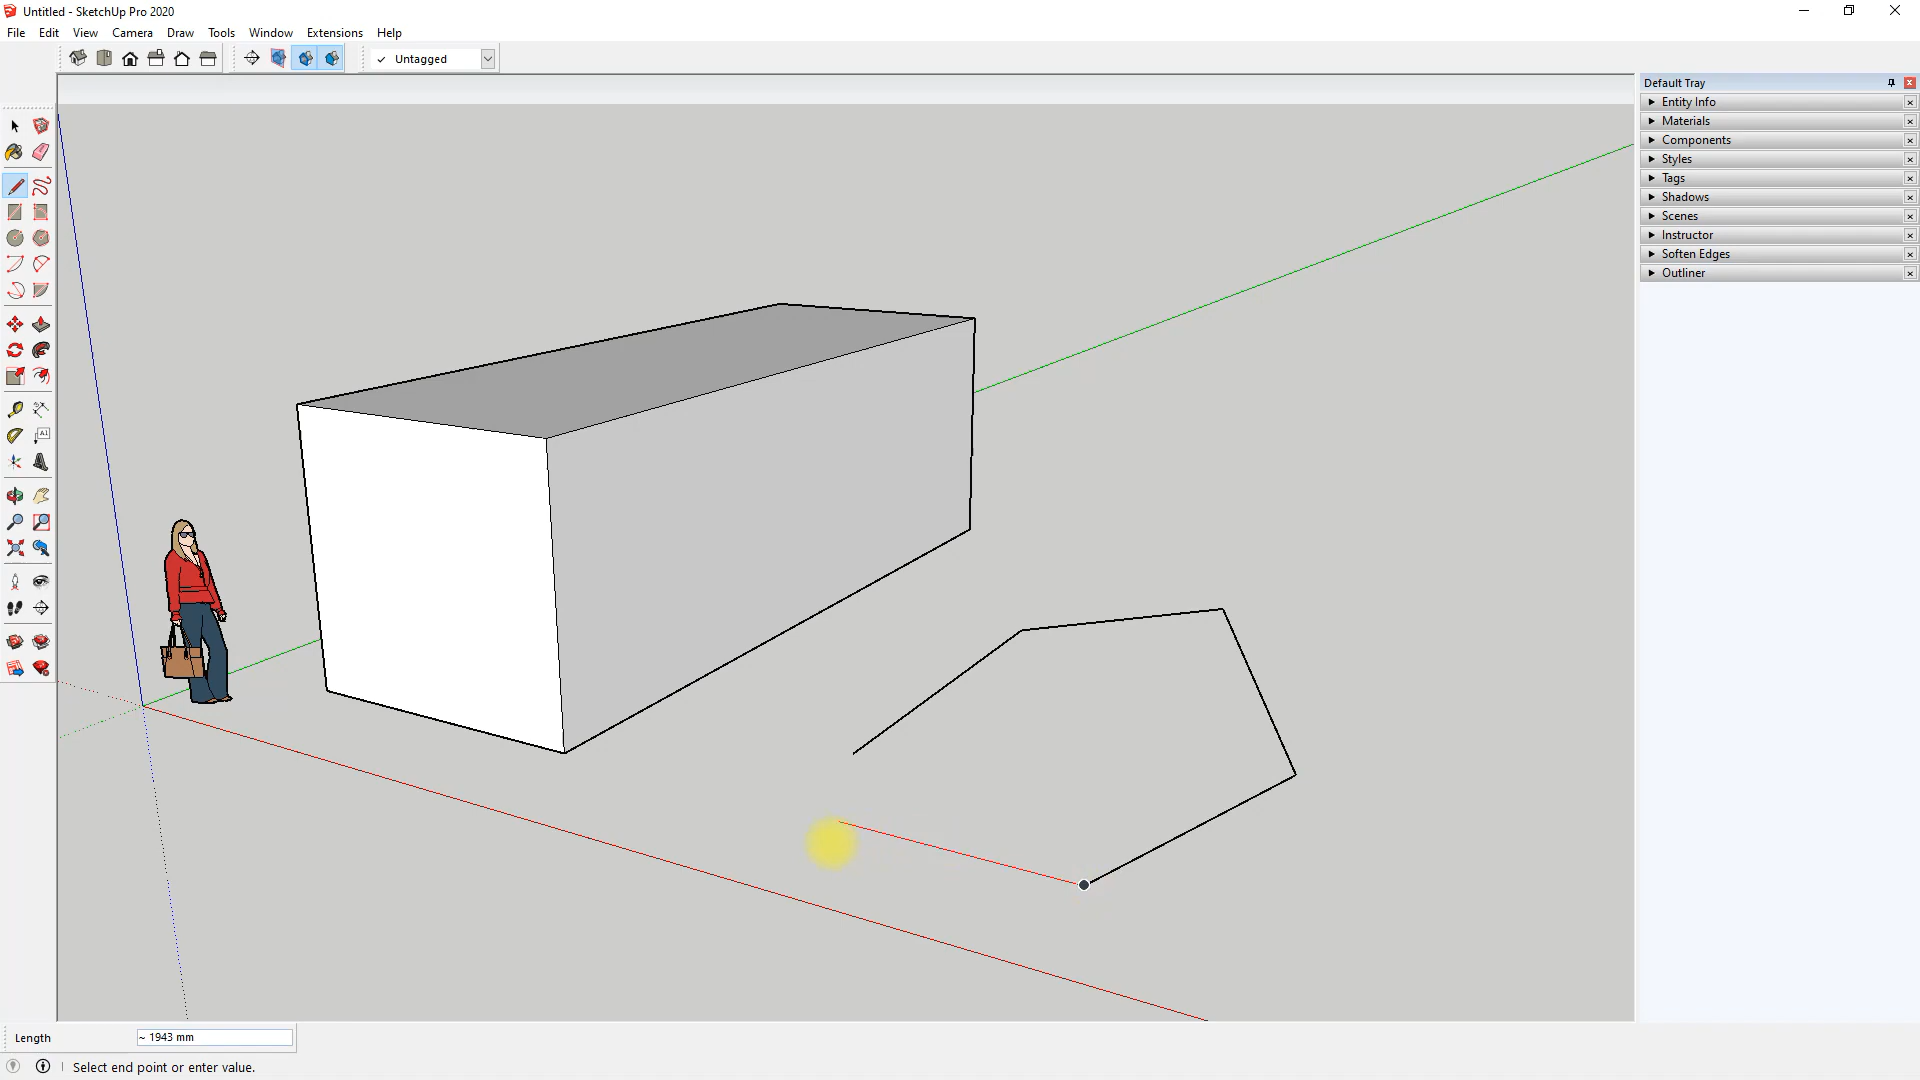 Untitled - SketchUp Pro 2020
File Edit View Camera Draw Tools Window Extensions Help
✓ Untagged
Default Tray
Entity Info
Materials
Components
Styles
Tags
Shadows
Scenes
Instructor
Soften Edges
Outliner
A1
Length ~ 1943 mm
Select end point or enter value.